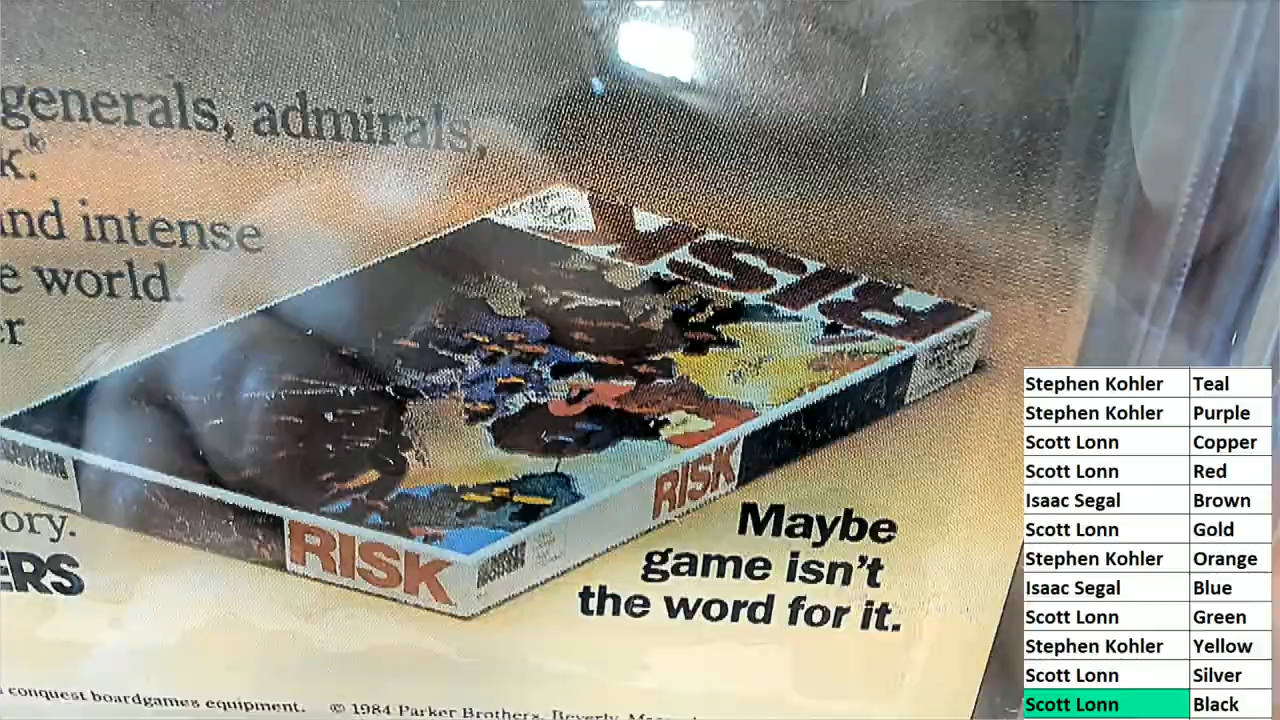 generals, admirals,
K.®
nd intense
e world.
er
RISK
RISK
RISK
Maybe
game isn't
the word for it.
ory.
ERS
conquest boardgames equipment. © 1984 Parker Brothers, Beverly,
Stephen Kohler Teal
Stephen Kohler Purple
Scott Lonn Copper
Scott Lonn Red
Isaac Segal Brown
Scott Lonn Gold
Stephen Kohler Orange
Isaac Segal Blue
Scott Lonn Green
Stephen Kohler Yellow
Scott Lonn Silver
Scott Lonn Black